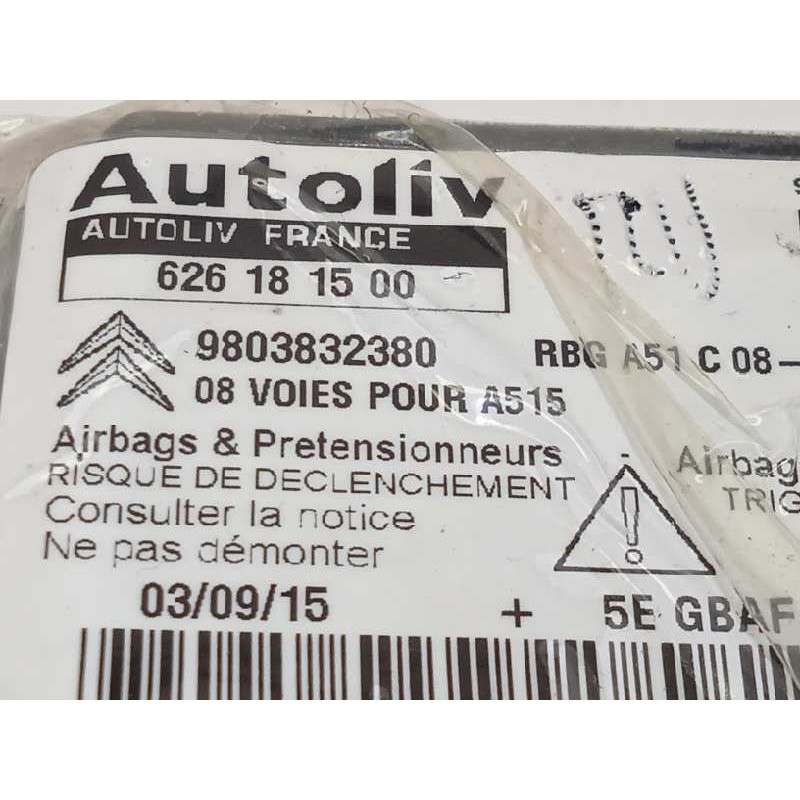 Autoliv
AUTOLIV FRANCE
626 18 15 00
9803832380 RBG A51 C 08-
08 VOIES POUR A515
Airbags & Pretensionneurs
RISQUE DE DECLENCHEMENT
Consulter la notice
Ne pas démonter
Airbag
TRIG
03/09/15 + 5E GBAF